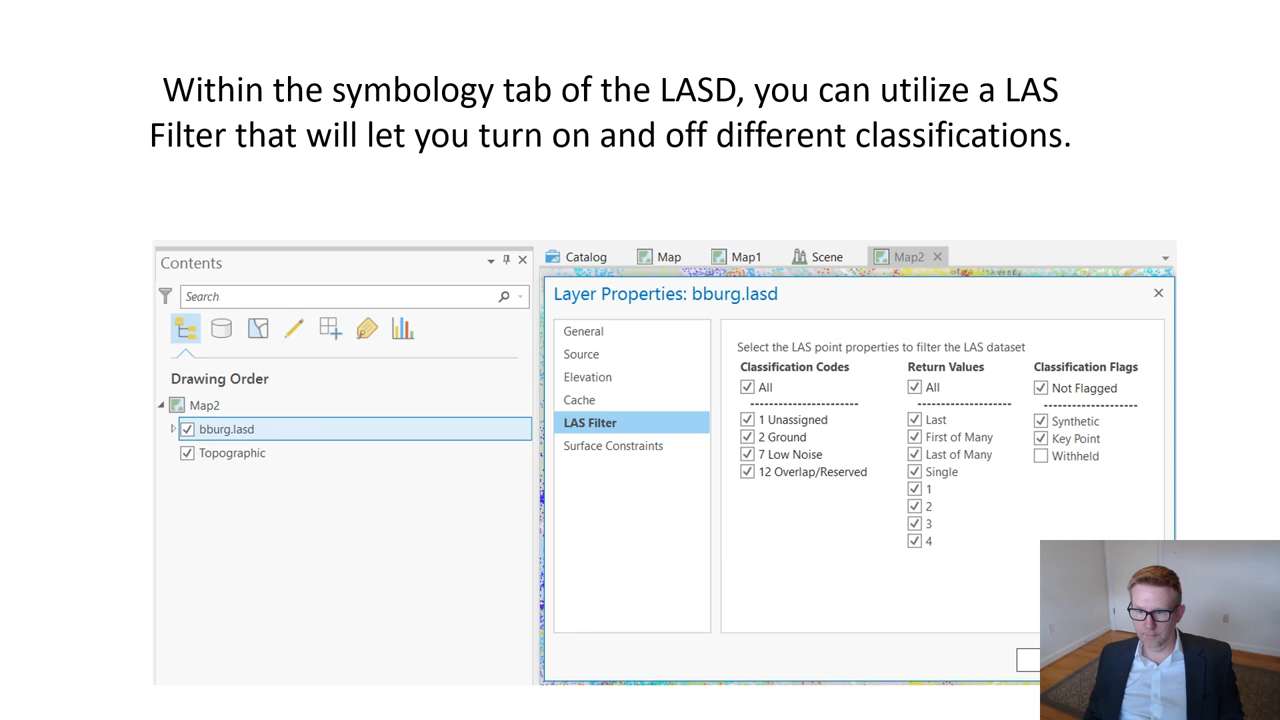 Within the symbology tab of the LASD, you can utilize a LAS
Filter that will let you turn on and off different classifications.
Contents
Search
Drawing Order
Map2
bburg.lasd
Topographic
Catalog
Map
Map1
Scene
Map2
Layer Properties: bburg.lasd
General
Source
Elevation
Cache
LAS Filter
Surface Constraints
Select the LAS point properties to filter the LAS dataset
Classification Codes
All
1 Unassigned
2 Ground
7 Low Noise
12 Overlap/Reserved
Return Values
All
Last
First of Many
Last of Many
Single
1
2
3
4
Classification Flags
Not Flagged
Synthetic
Key Point
Withheld